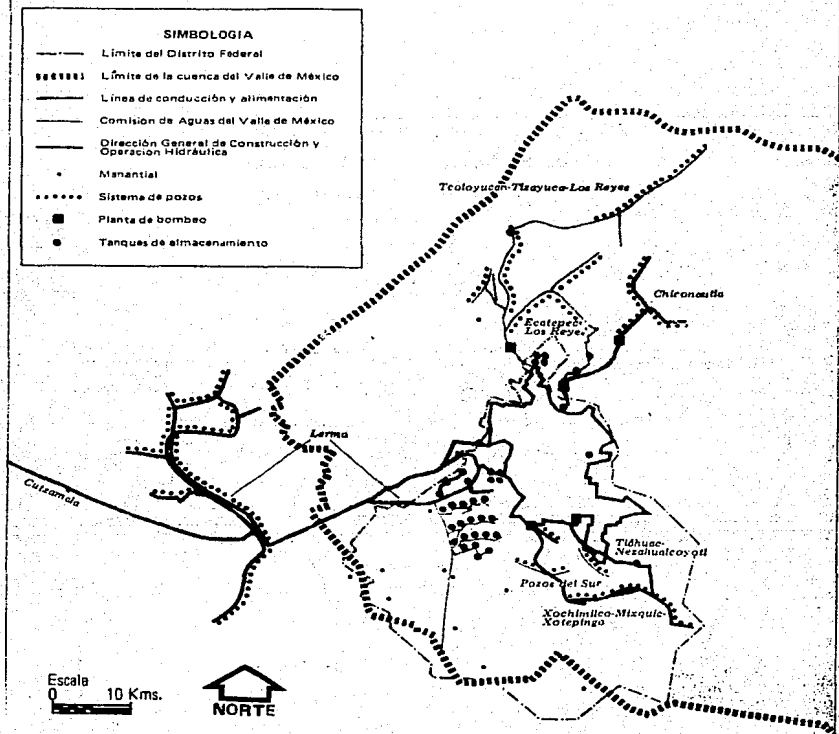 SIMBOLOGIA
Límite del Distrito Federal
Límite de la cuenca del Valle de México
Línea de conducción y alimentación
Comisión de Aguas del Valle de México
Dirección General de Construcción y
Operación Hidráulica
Manantial
Sistema de pozos
Planta de bombeo
Tanques de almacenamiento
Teoloyucan-Tizayuca-Los Reyes
Chiconautla
Ecatepec-
Los Reyes
Lerma
Cutzamala
Tláhuac-
Nezahualcoyotl
Pozos del Sur
Xochimilco-Mixquic-
Xotepingo
Escala
0 10 Kms.
NORTE